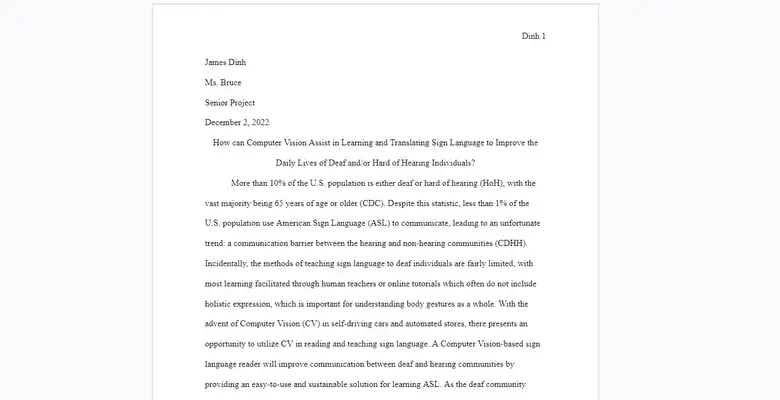 Dinh 1
James Dinh
Ms. Bruce
Senior Project
December 2, 2022
How can Computer Vision Assist in Learning and Translating Sign Language to Improve the
Daily Lives of Deaf and/or Hard of Hearing Individuals?
More than 10% of the U.S. population is either deaf or hard of hearing (HoH), with the
vast majority being 65 years of age or older (CDC). Despite this statistic, less than 1% of the
U.S. population use American Sign Language (ASL) to communicate, leading to an unfortunate
trend: a communication barrier between the hearing and non-hearing communities (CDHH).
Incidentally, the methods of teaching sign language to deaf individuals are fairly limited, with
most learning facilitated through human teachers or online tutorials which often do not include
holistic expression, which is important for understanding body gestures as a whole. With the
advent of Computer Vision (CV) in self-driving cars and automated stores, there presents an
opportunity to utilize CV in reading and teaching sign language. A Computer Vision-based sign
language reader will improve communication between deaf and hearing communities by
providing an easy-to-use and sustainable solution for learning ASL. As the deaf community